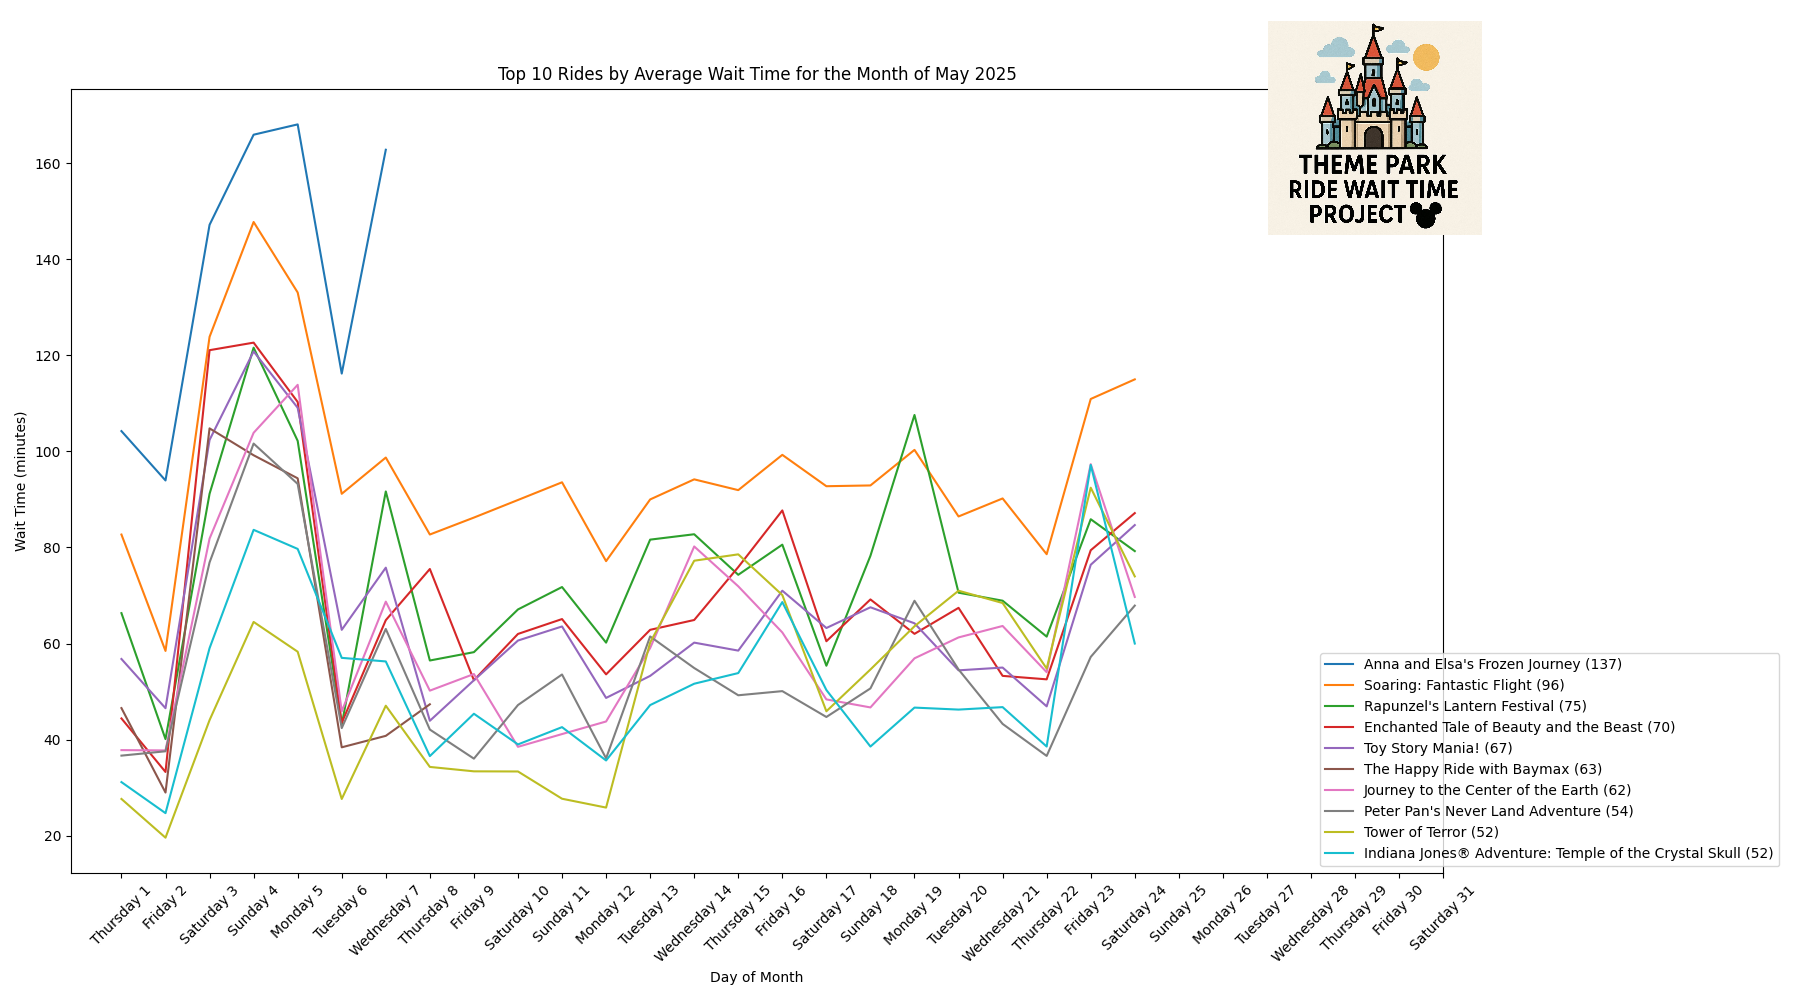 Top 10 Rides by Average Wait Time for the Month of May 2025
THEME PARK
RIDE WAIT TIME
PROJECT
Wait Time (minutes)
160
140
120
100
80
60
40
20
Anna and Elsa's Frozen Journey (137)
Soaring: Fantastic Flight (96)
Rapunzel's Lantern Festival (75)
Enchanted Tale of Beauty and the Beast (70)
Toy Story Mania! (67)
The Happy Ride with Baymax (63)
Journey to the Center of the Earth (62)
Peter Pan's Never Land Adventure (54)
Tower of Terror (52)
Indiana Jones® Adventure: Temple of the Crystal Skull (52)
Thursday 1
Friday 2
Saturday 3
Sunday 4
Monday 5
Tuesday 6
Wednesday 7
Thursday 8
Friday 9
Saturday 10
Sunday 11
Monday 12
Tuesday 13
Wednesday 14
Thursday 15
Friday 16
Saturday 17
Sunday 18
Monday 19
Tuesday 20
Wednesday 21
Thursday 22
Friday 23
Saturday 24
Sunday 25
Monday 26
Tuesday 27
Wednesday 28
Thursday 29
Friday 30
Saturday 31
Day of Month